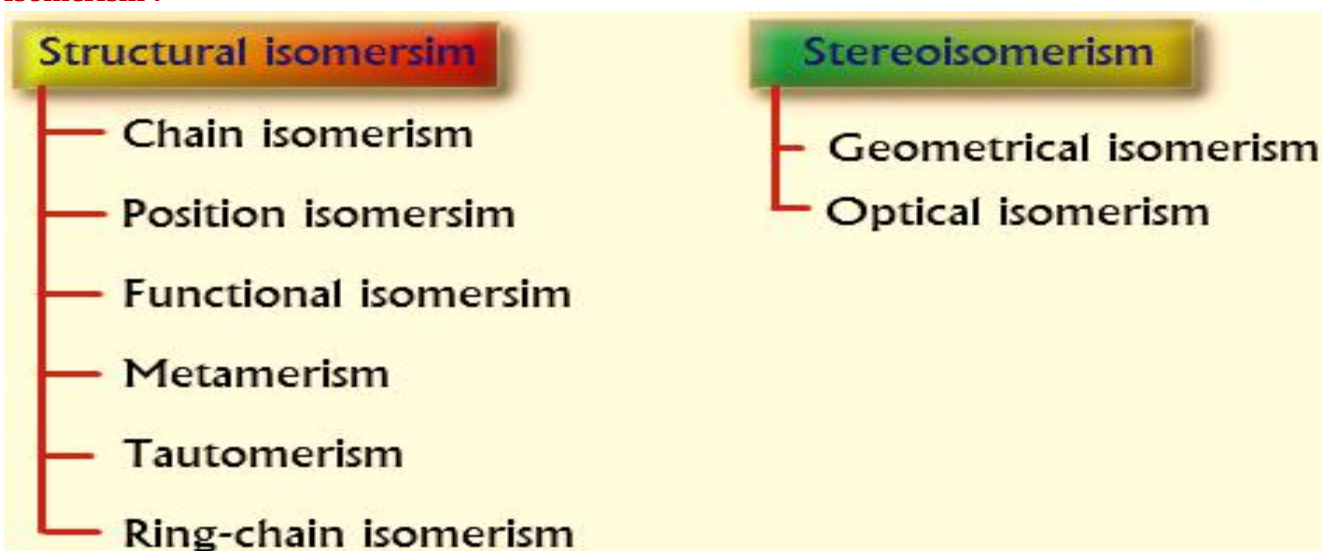 Structural isomersim
Chain isomerism
Position isomersim
Functional isomersim
Metamerism
Tautomerism
Ring-chain isomerism
Stereoisomerism
Geometrical isomerism
Optical isomerism